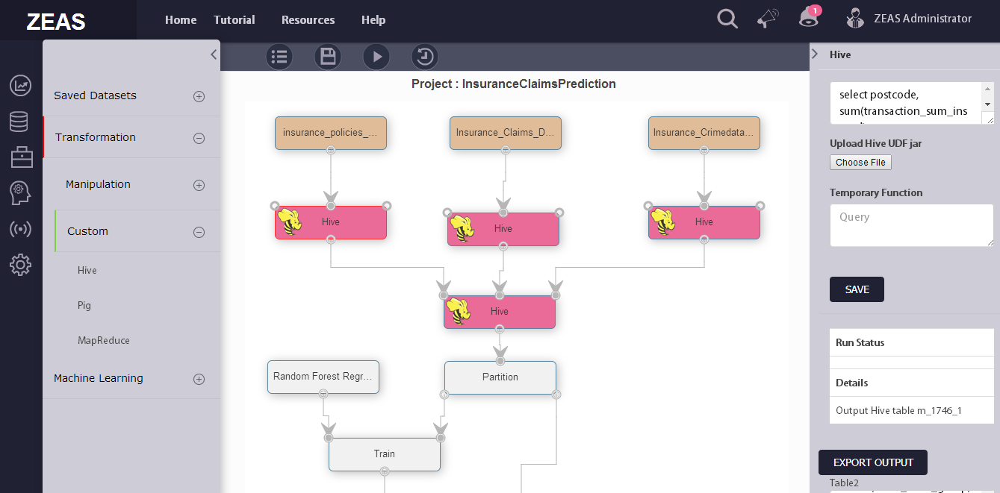 ZEAS
Home Tutorial Resources Help
1
ZEAS Administrator
Saved Datasets
Transformation
Manipulation
Custom
Hive
Pig
MapReduce
Machine Learning
Project : InsuranceClaimsPrediction
insurance_policies_...
Insurance_Claims_D...
Insurance_Crimedata...
Hive
Hive
Hive
Hive
Random Forest Regr...
Partition
Train
Hive
select postcode,
sum(transaction_sum_ins
Upload Hive UDF jar
Choose File
Temporary Function
Query
SAVE
Run Status
Details
Output Hive table m_1746_1
EXPORT OUTPUT
Table2